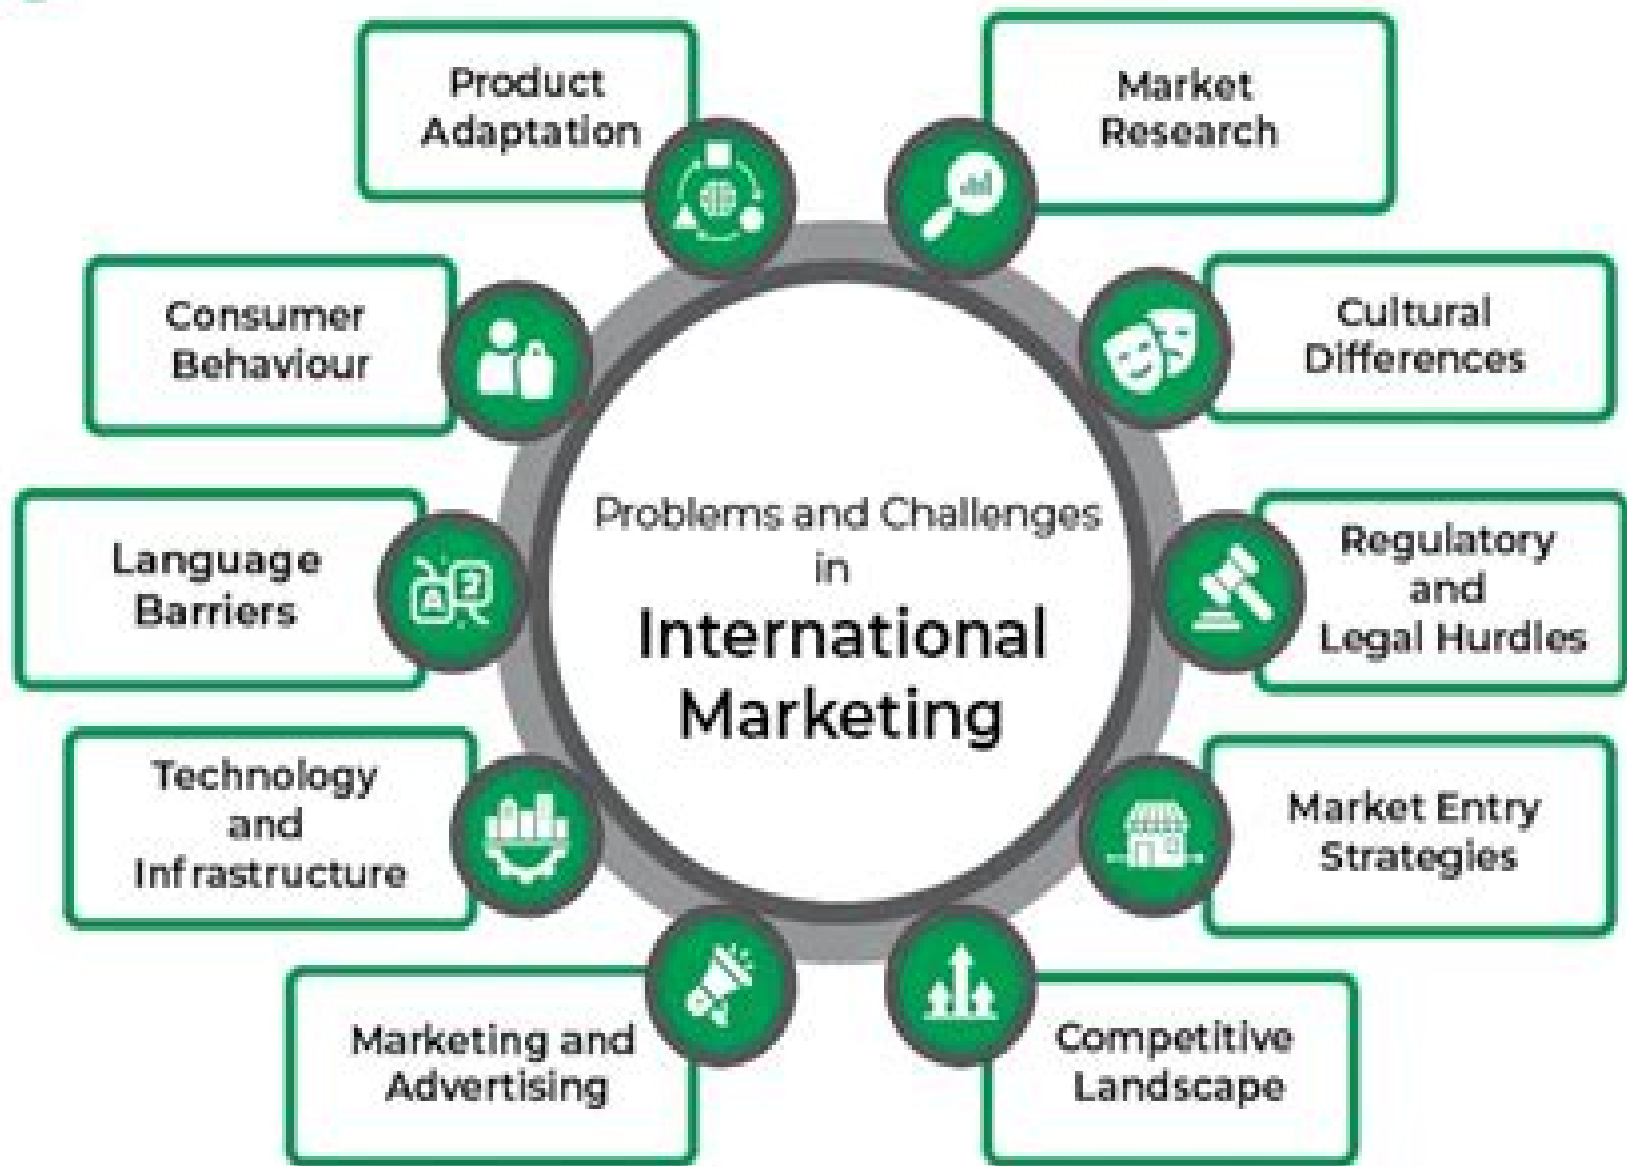 Product
Adaptation
Market
Research
Consumer
Behaviour
Cultural
Differences
Problems and Challenges
in
International
Marketing
Language
Barriers
Regulatory
and
Legal Hurdles
Technology
and
Infrastructure
Market Entry
Strategies
Marketing and
Advertising
Competitive
Landscape